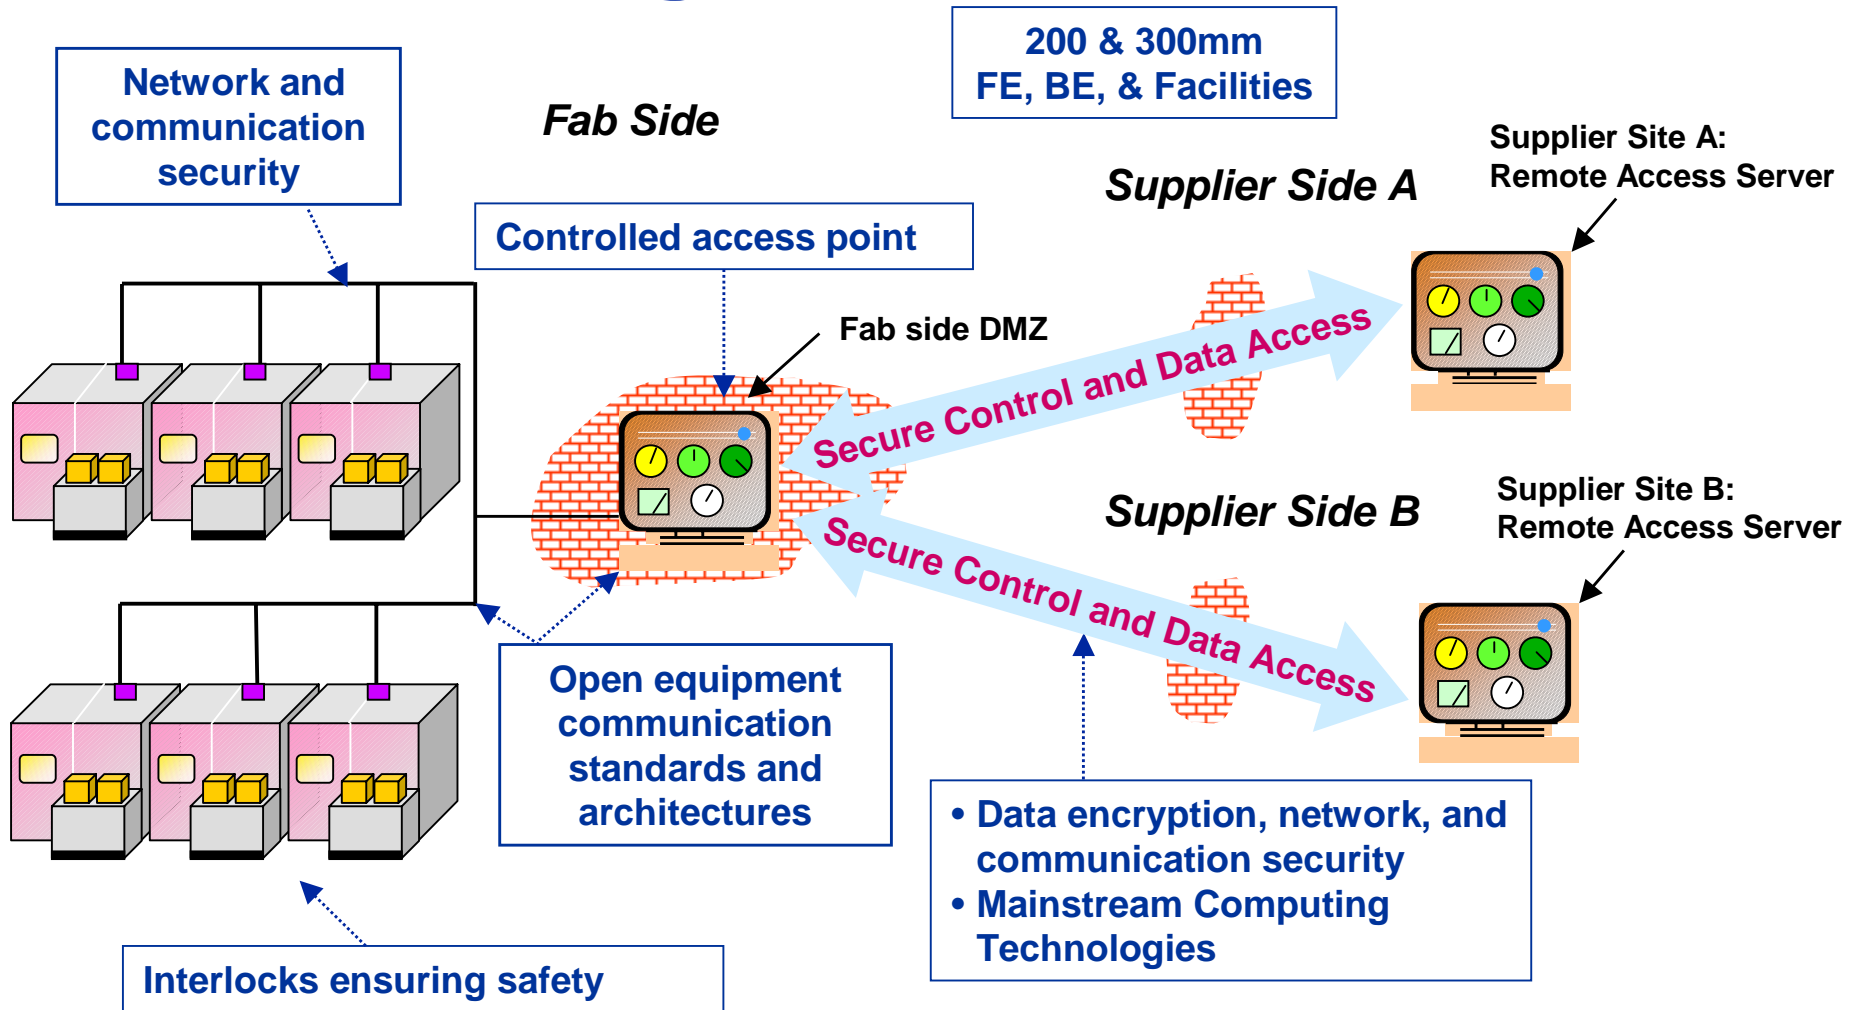 200 & 300mm
FE, BE, & Facilities
Network and
communication
security
Fab Side
Supplier Site A:
Remote Access Server
Supplier Side A
Controlled access point
Fab side DMZ
Secure Control and Data Access
Supplier Side B
Supplier Site B:
Remote Access Server
Secure Control and Data Access
Open equipment
communication
standards and
architectures
• Data encryption, network, and
communication security
• Mainstream Computing
Technologies
Interlocks ensuring safety